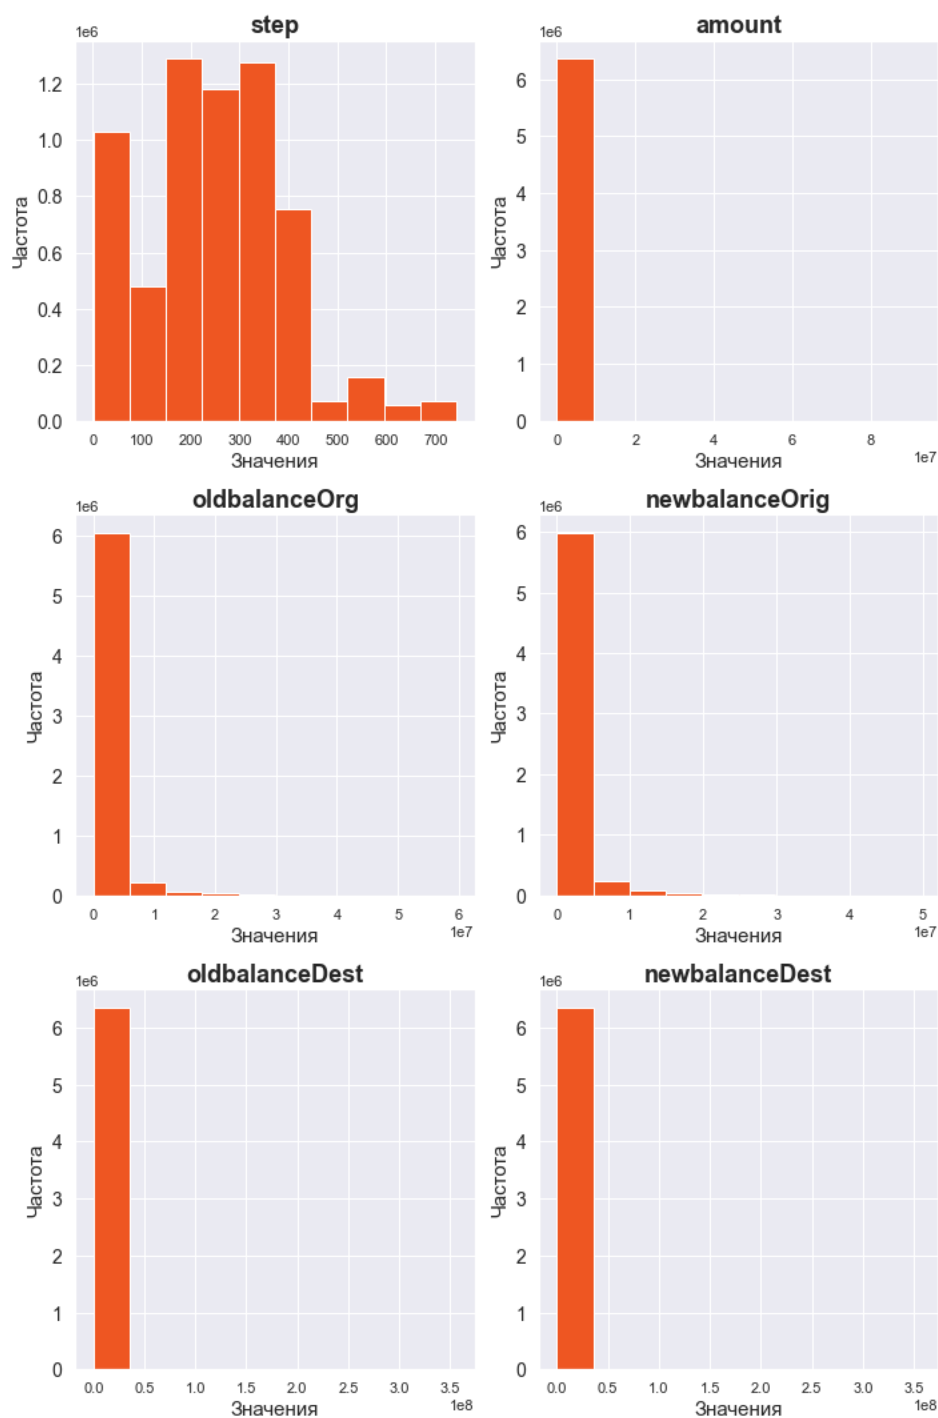 step
amount
1e6
1e6
1.2
1.0
0.8
0.6
0.4
0.2
0.0
Частота
0 100 200 300 400 500 600 700
Значения
6
5
4
3
2
1
0
Частота
0 2 4 6 8
1e7
Значения
oldbalanceOrg
newbalanceOrig
1e6
1e6
6
5
4
3
2
1
0
Частота
0 1 2 3 4 5 6
1e7
Значения
6
5
4
3
2
1
0
Частота
0 1 2 3 4 5
1e7
Значения
oldbalanceDest
newbalanceDest
1e6
1e6
6
5
4
3
2
1
0
Частота
0.0 0.5 1.0 1.5 2.0 2.5 3.0 3.5
1e8
Значения
6
5
4
3
2
1
0
Частота
0.0 0.5 1.0 1.5 2.0 2.5 3.0 3.5
1e8
Значения